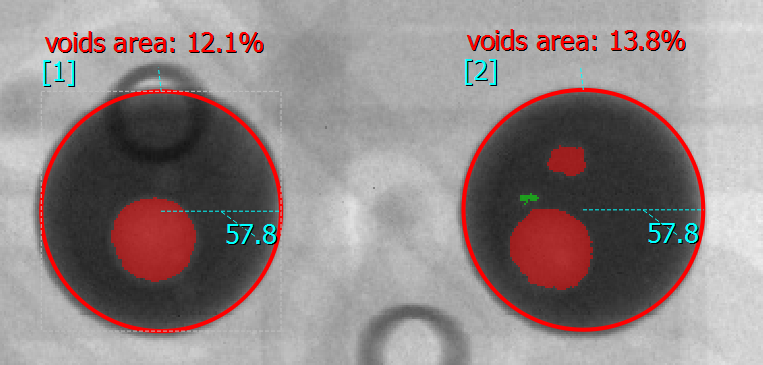 voids area: 12.1%
[1]
57.8
voids area: 13.8%
[2]
57.8